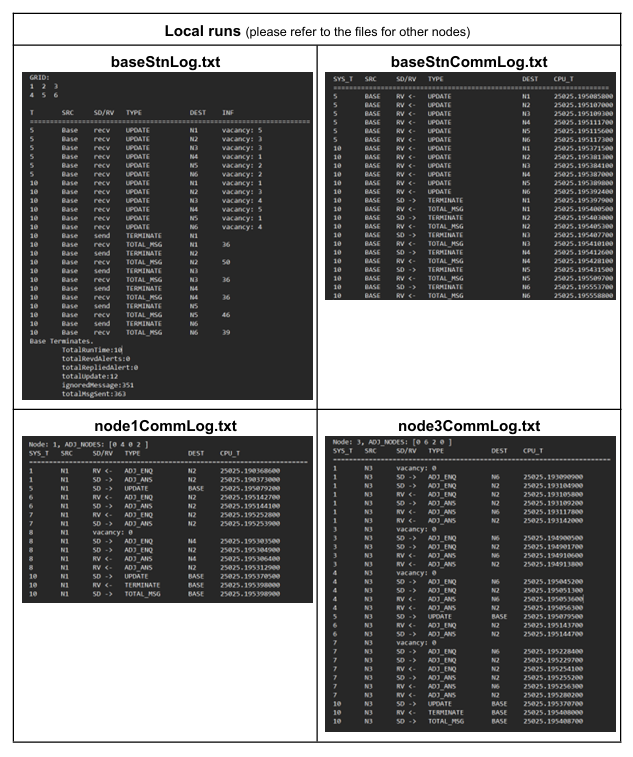 Local runs (please refer to the files for other nodes)
baseStnLog.txt
GRID:
1 2 3
4 5 6
T SRC SD/RV TYPE DEST INF
==========================================================
5 Base recv UPDATE N1 vacancy: 5
5 Base recv UPDATE N2 vacancy: 3
5 Base recv UPDATE N3 vacancy: 3
5 Base recv UPDATE N4 vacancy: 1
5 Base recv UPDATE N5 vacancy: 2
5 Base recv UPDATE N6 vacancy: 2
10 Base recv UPDATE N1 vacancy: 1
10 Base recv UPDATE N2 vacancy: 3
10 Base recv UPDATE N3 vacancy: 4
10 Base recv UPDATE N4 vacancy: 5
10 Base recv UPDATE N5 vacancy: 1
10 Base recv UPDATE N6 vacancy: 4
10 Base send TERMINATE N1
10 Base recv TOTAL_MSG N1 36
10 Base send TERMINATE N2
10 Base recv TOTAL_MSG N2 50
10 Base send TERMINATE N3
10 Base recv TOTAL_MSG N3 36
10 Base send TERMINATE N4
10 Base recv TOTAL_MSG N4 36
10 Base send TERMINATE N5
10 Base recv TOTAL_MSG N5 46
10 Base send TERMINATE N6
10 Base recv TOTAL_MSG N6 39
Base Terminates.
TotalRunTime:10
totalRevdAlerts:0
totalRepliedAlert:0
totalUpdate:12
ignoredMessage:351
totalMsgSent:363
baseStnCommLog.txt
SYS_T SRC SD/RV TYPE DEST CPU_T
==========================================================
5 BASE RV <- UPDATE N1 25025.195085800
5 BASE RV <- UPDATE N2 25025.195107000
5 BASE RV <- UPDATE N3 25025.195109300
5 BASE RV <- UPDATE N4 25025.195111700
5 BASE RV <- UPDATE N5 25025.195115600
5 BASE RV <- UPDATE N6 25025.195117300
10 BASE RV <- UPDATE N1 25025.195371500
10 BASE RV <- UPDATE N2 25025.195381300
10 BASE RV <- UPDATE N3 25025.195384100
10 BASE RV <- UPDATE N4 25025.195387000
10 BASE RV <- UPDATE N5 25025.195389800
10 BASE RV <- UPDATE N6 25025.195392400
10 BASE SD -> TERMINATE N1 25025.195397900
10 BASE RV <- TOTAL_MSG N1 25025.195400500
10 BASE SD -> TERMINATE N2 25025.195403000
10 BASE RV <- TOTAL_MSG N2 25025.195405300
10 BASE SD -> TERMINATE N3 25025.195407700
10 BASE RV <- TOTAL_MSG N3 25025.195410100
10 BASE SD -> TERMINATE N4 25025.195412600
10 BASE RV <- TOTAL_MSG N4 25025.195428100
10 BASE SD -> TERMINATE N5 25025.195431500
10 BASE RV <- TOTAL_MSG N5 25025.195509700
10 BASE SD -> TERMINATE N6 25025.195553700
10 BASE RV <- TOTAL_MSG N6 25025.195558800
node1CommLog.txt
Node: 1, ADJ_NODES: [0 4 0 2 ]
SYS_T SRC SD/RV TYPE DEST CPU_T
==========================================================
1 N1 RV <- ADJ_ENQ N2 25025.190368600
1 N1 SD -> ADJ_ANS N2 25025.190373000
5 N1 SD -> UPDATE BASE 25025.195079200
6 N1 RV <- ADJ_ENQ N2 25025.195142700
6 N1 SD -> ADJ_ANS N2 25025.195144100
7 N1 RV <- ADJ_ENQ N2 25025.195252800
7 N1 SD -> ADJ_ANS N2 25025.195253900
8 N1 vacancy: 0
8 N1 SD -> ADJ_ENQ N4 25025.195303500
8 N1 SD -> ADJ_ENQ N2 25025.195304900
8 N1 RV <- ADJ_ANS N4 25025.195306400
8 N1 RV <- ADJ_ANS N2 25025.195312900
10 N1 SD -> UPDATE BASE 25025.195370500
10 N1 RV <- TERMINATE BASE 25025.195398000
10 N1 SD -> TOTAL_MSG BASE 25025.195398900
node3CommLog.txt
Node: 3, ADJ_NODES: [0 6 2 0 ]
SYS_T SRC SD/RV TYPE DEST CPU_T
==========================================================
1 N3 vacancy: 0
1 N3 SD -> ADJ_ENQ N6 25025.193090900
1 N3 SD -> ADJ_ENQ N2 25025.193104900
1 N3 RV <- ADJ_ENQ N2 25025.193105800
1 N3 SD -> ADJ_ANS N2 25025.193109200
1 N3 RV <- ADJ_ANS N6 25025.193117800
1 N3 RV <- ADJ_ANS N2 25025.193142000
3 N3 vacancy: 0
3 N3 SD -> ADJ_ENQ N6 25025.194900500
3 N3 SD -> ADJ_ENQ N2 25025.194901700
3 N3 RV <- ADJ_ANS N6 25025.194910600
3 N3 RV <- ADJ_ANS N2 25025.194913800
4 N3 vacancy: 0
4 N3 SD -> ADJ_ENQ N6 25025.195045200
4 N3 SD -> ADJ_ENQ N2 25025.195051300
4 N3 RV <- ADJ_ANS N6 25025.195053600
4 N3 RV <- ADJ_ANS N2 25025.195056300
5 N3 SD -> UPDATE BASE 25025.195079500
6 N3 RV <- ADJ_ENQ N2 25025.195143700
6 N3 SD -> ADJ_ANS N2 25025.195144700
7 N3 vacancy: 0
7 N3 SD -> ADJ_ENQ N6 25025.195228400
7 N3 SD -> ADJ_ENQ N2 25025.195229700
7 N3 RV <- ADJ_ENQ N2 25025.195254100
7 N3 SD -> ADJ_ANS N2 25025.195255200
7 N3 RV <- ADJ_ANS N6 25025.195256300
7 N3 RV <- ADJ_ANS N2 25025.195280200
10 N3 SD -> UPDATE BASE 25025.195370700
10 N3 RV <- TERMINATE BASE 25025.195408000
10 N3 SD -> TOTAL_MSG BASE 25025.195408700